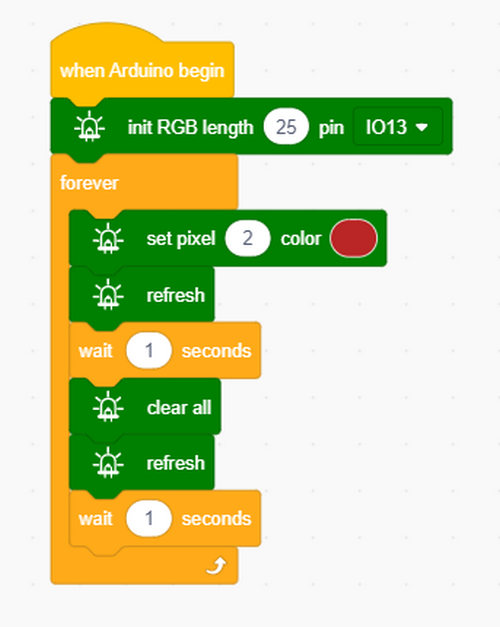 when Arduino begin
init RGB length 25 pin IO13
forever
set pixel 2 color
refresh
wait 1 seconds
clear all
refresh
wait 1 seconds